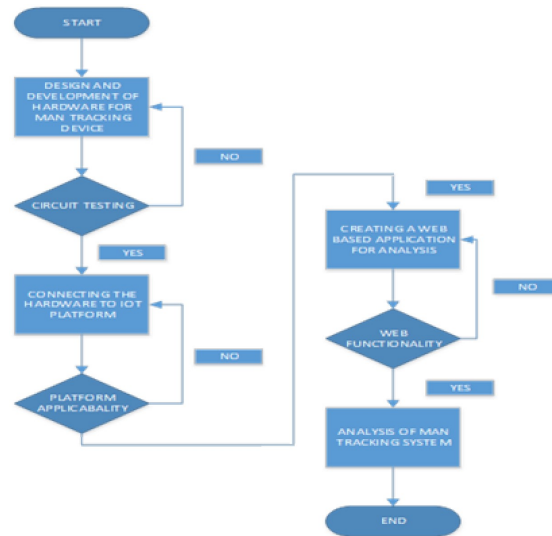 START
DESIGN AND
DEVELOPMENT OF
HARDWARE FOR
MAN TRACKING
DEVICE
NO
CIRCUIT TESTING
YES
CONNECTING THE
HARDWARE TO IOT
PLATFORM
NO
PLATFORM
APPLICABALITY
YES
CREATING A WEB
BASED APPLICATION
FOR ANALYSIS
NO
WEB
FUNCTIONALITY
YES
ANALYSIS OF MAN
TRACKING SYSTEM
END